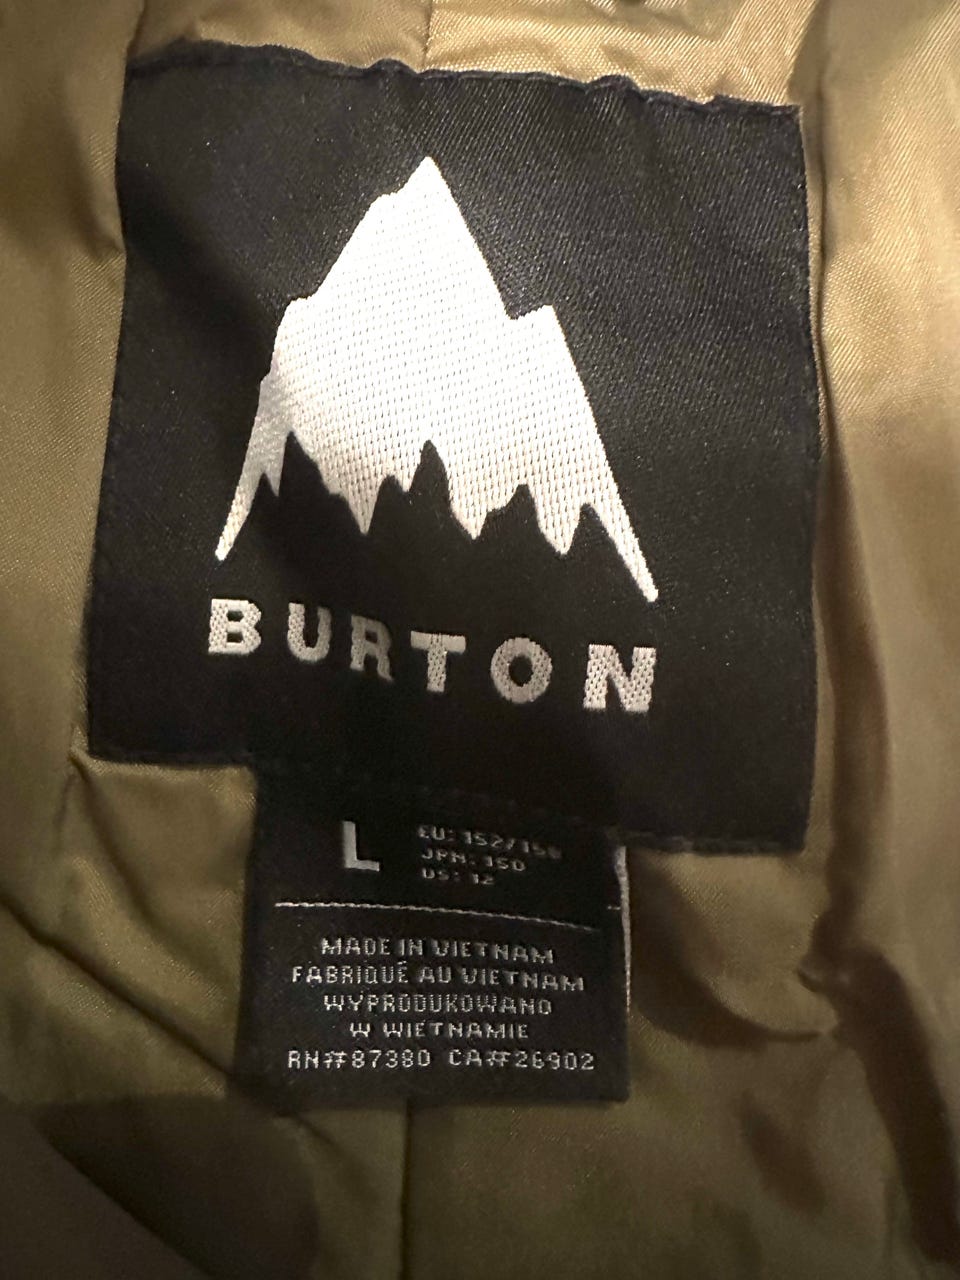 BURTON
L
EU: 152/158
JPN: 150
US: 12
MADE IN VIETNAM
FABRIQUÉ AU VIETNAM
WYPRODUKOWANO
W WIETNAMIE
RN#87380 CA#26902